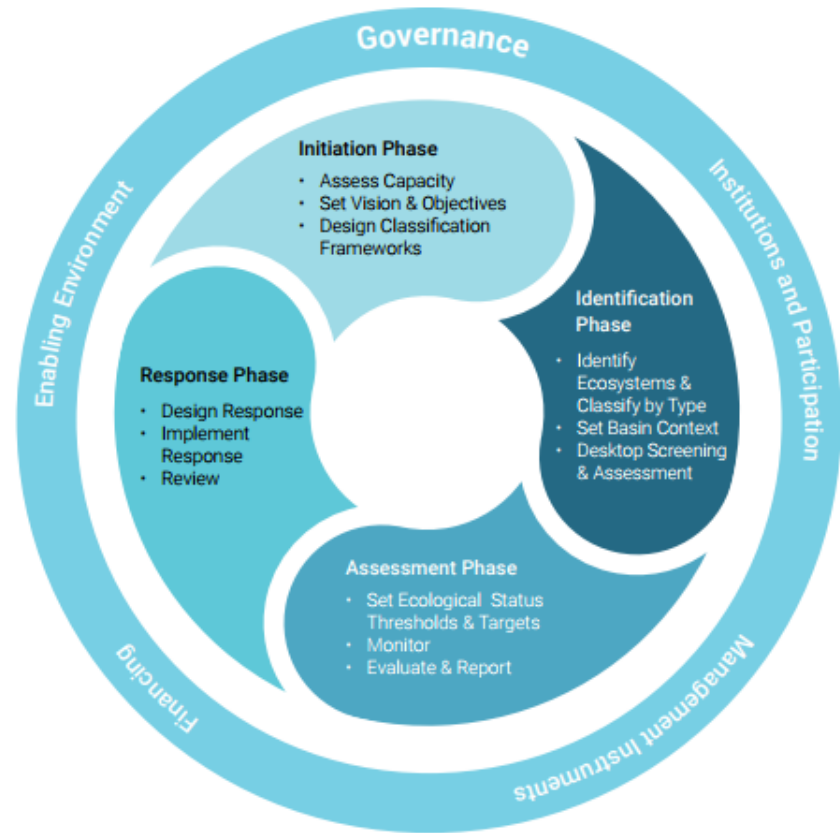 Governance
Institutions and Participation
Management Instruments
Financing
Enabling Environment
Initiation Phase
• Assess Capacity
• Set Vision & Objectives
• Design Classification
Frameworks
Identification
Phase
• Identify
Ecosystems &
Classify by Type
• Set Basin Context
• Desktop Screening
& Assessment
Assessment Phase
• Set Ecological Status
Thresholds & Targets
• Monitor
• Evaluate & Report
Response Phase
• Design Response
• Implement
Response
• Review